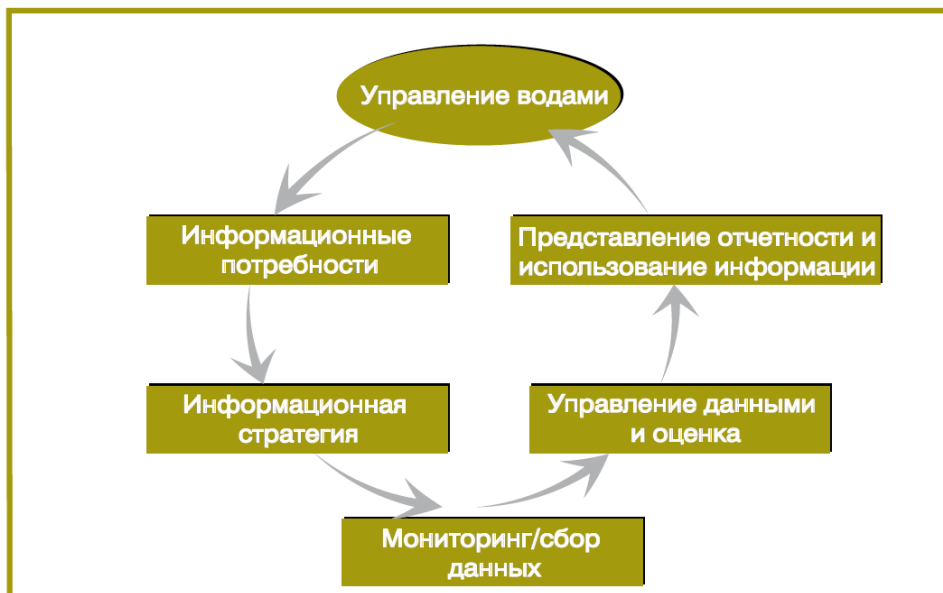 Управление водами
Информационные
потребности
Представление отчетности и
использование информации
Информационная
стратегия
Управление данными
и оценка
Мониторинг/сбор
данных